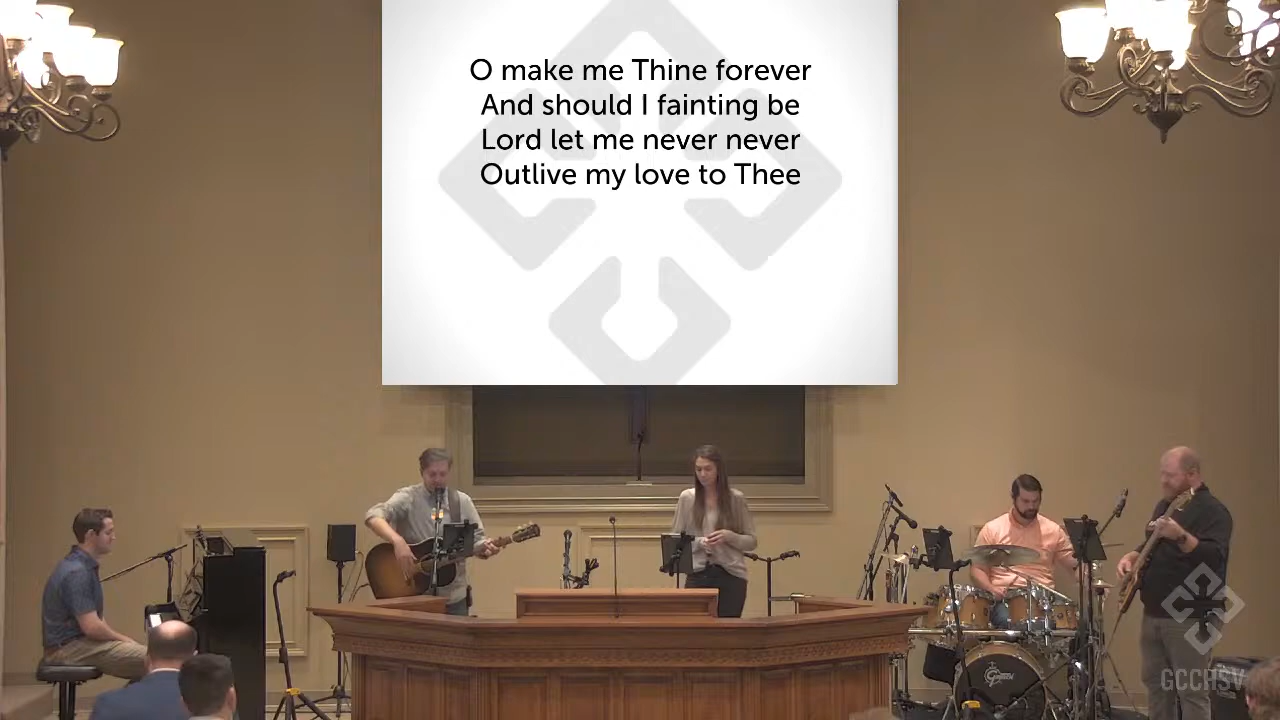 O make me Thine forever
And should I fainting be
Lord let me never never
Outlive my love to Thee
Gretsch
GCCHSV